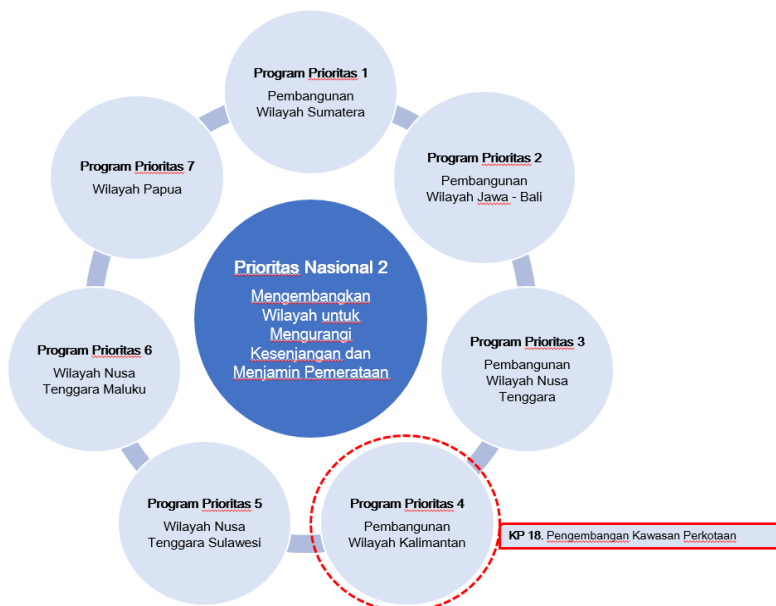 Program Prioritas 1
Pembangunan
Wilayah Sumatera
Program Prioritas 2
Pembangunan
Wilayah Jawa - Bali
Program Prioritas 3
Pembangunan
Wilayah Nusa
Tenggara
Program Prioritas 4
Pembangunan
Wilayah Kalimantan
KP 18. Pengembangan Kawasan Perkotaan
Program Prioritas 5
Wilayah Nusa
Tenggara Sulawesi
Program Prioritas 6
Wilayah Nusa
Tenggara Maluku
Program Prioritas 7
Wilayah Papua
Prioritas Nasional 2
Mengembangkan
Wilayah untuk
Mengurangi
Kesenjangan dan
Menjamin Pemerataan